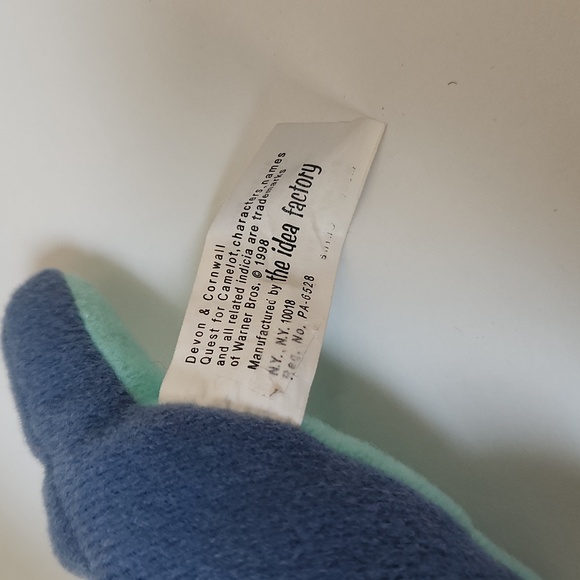 Devon & Cornwall
Quest for Camelot, characters, names
and all related indicia are trademarks
of Warner Bros. © 1998
Manufactured by the idea factory
N.Y., N.Y. 10018
Reg. No. PA-6528